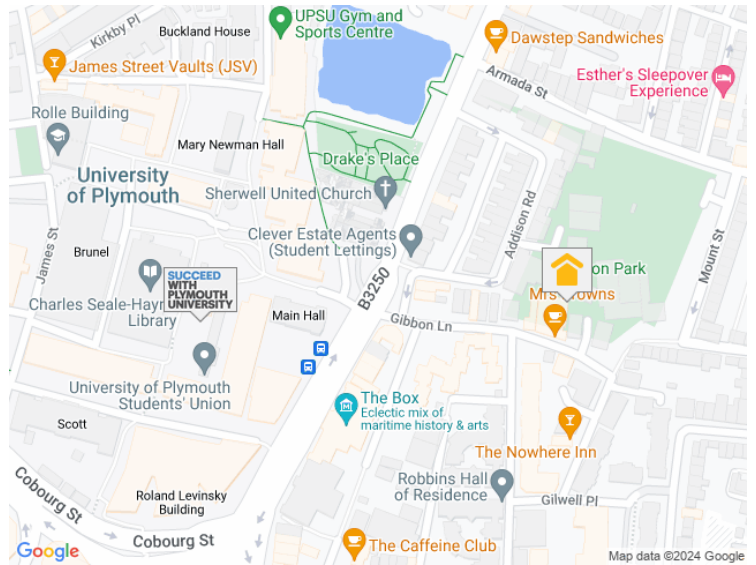 UPSU Gym and
Sports Centre
Kirkby Pl
Buckland House
Dawstep Sandwiches
James Street Vaults (JSV)
Armada St
Esther's Sleepover
Experience
Rolle Building
Mary Newman Hall
Drake's Place
University
of Plymouth
Sherwell United Church
Addison Rd
Clever Estate Agents
(Student Lettings)
Mount St
James St
Brunel
on Park
SUCCEED
WITH
PLYMOUTH
UNIVERSITY
B3250
Charles Seale-Hayn
Library
Mrs
owns
Main Hall
Gibbon Ln
University of Plymouth
Students' Union
The Box
Eclectic mix of
maritime history & arts
Scott
The Nowhere Inn
Robbins Hall
of Residence
Cobourg St
Roland Levinsky
Building
Gilwell Pl
Cobourg St
The Caffeine Club
Google
Map data ©2024 Google